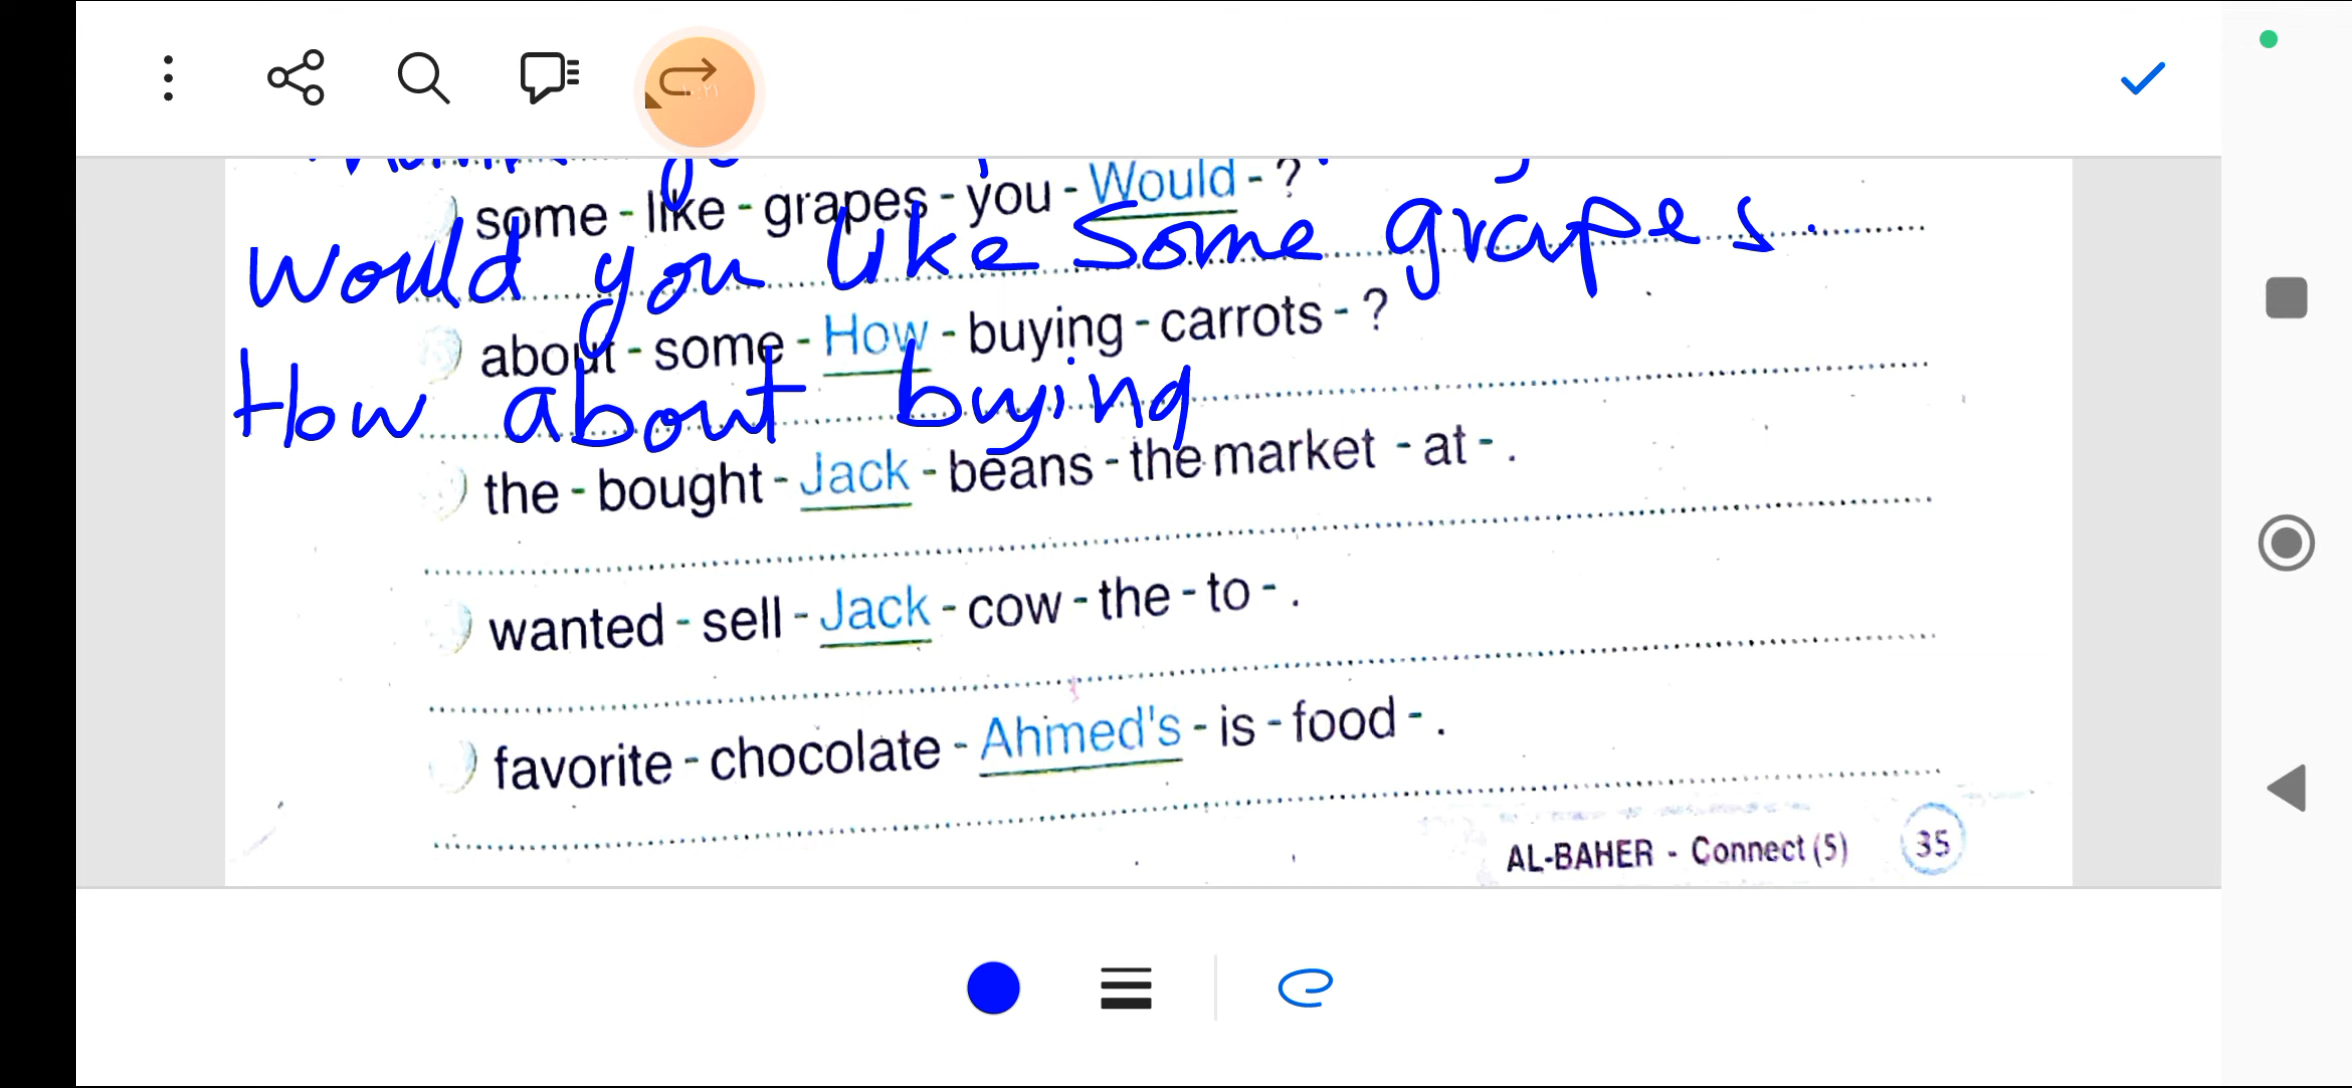 some - like - grapes - you - Would - ?
Would you like some grapes.
about - some - How - buying - carrots - ?
How about buying
the - bought - Jack - beans - the market - at - .
wanted - sell - Jack - cow - the - to - .
favorite - chocolate - Ahmed's - is - food - .
AL-BAHER - Connect (5) 35